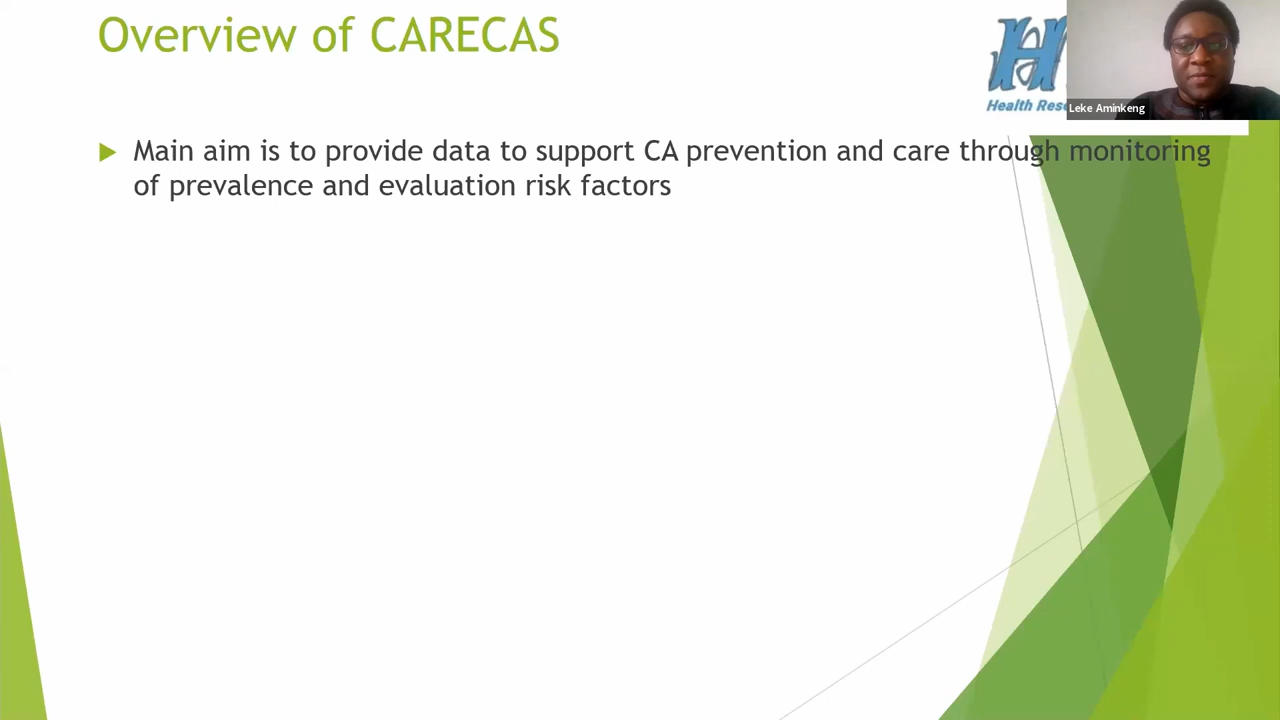 Overview of CARECAS
Health
Leke Aminkeng
Main aim is to provide data to support CA prevention and care through monitoring
of prevalence and evaluation risk factors